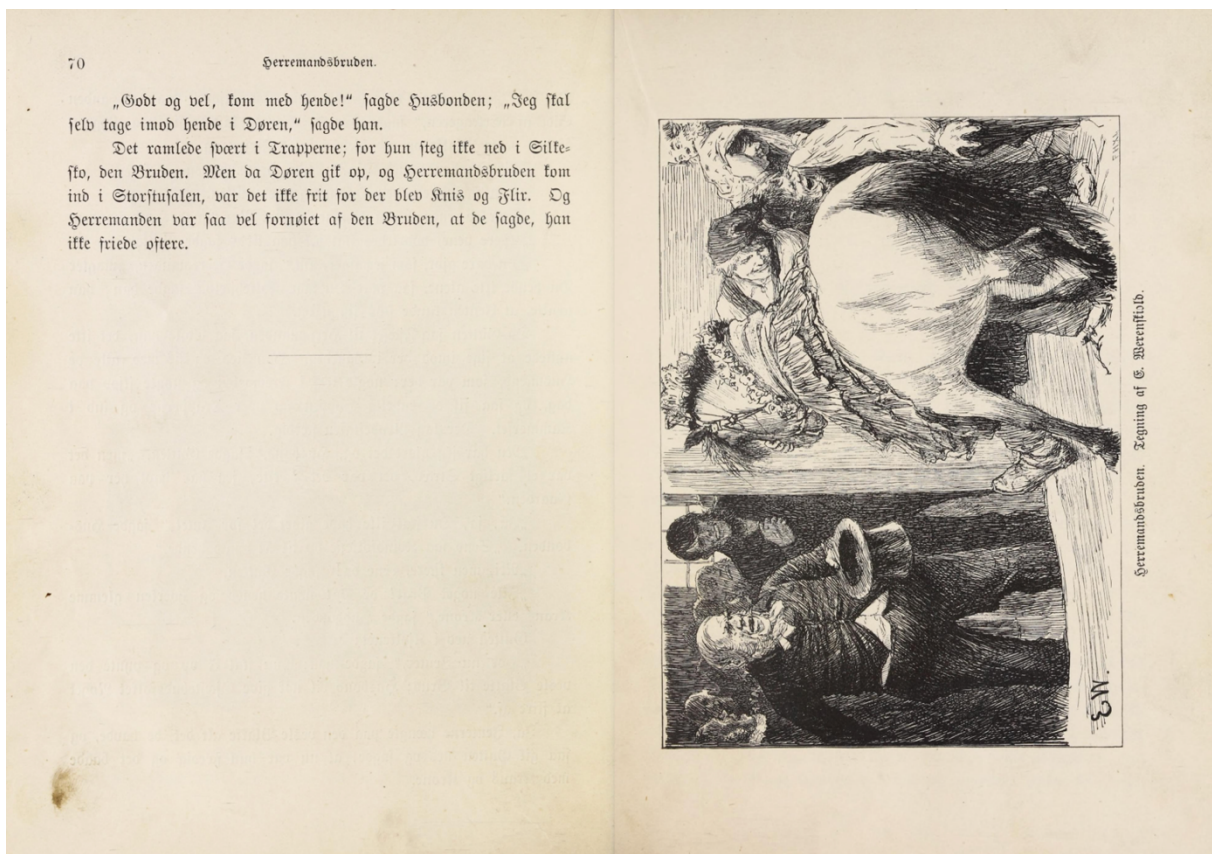 70
Herremandsbruden.
„Godt og vel, kom med hende!“ sagde Husbonden; „Jeg skal
selv tage imod hende i Døren,“ sagde han.
Det ramlede svært i Trapperne; for hun steg ikke ned i Silke-
sko, den Bruden. Men da Døren gik op, og Herremandsbruden kom
ind i Storstusalen, var det ikke frit for der blev Knis og Flir. Og
Herremanden var saa vel fornøiet af den Bruden, at de sagde, han
ikke friede oftere.
Herremandsbruden. Tegning af E. Werenskiold.